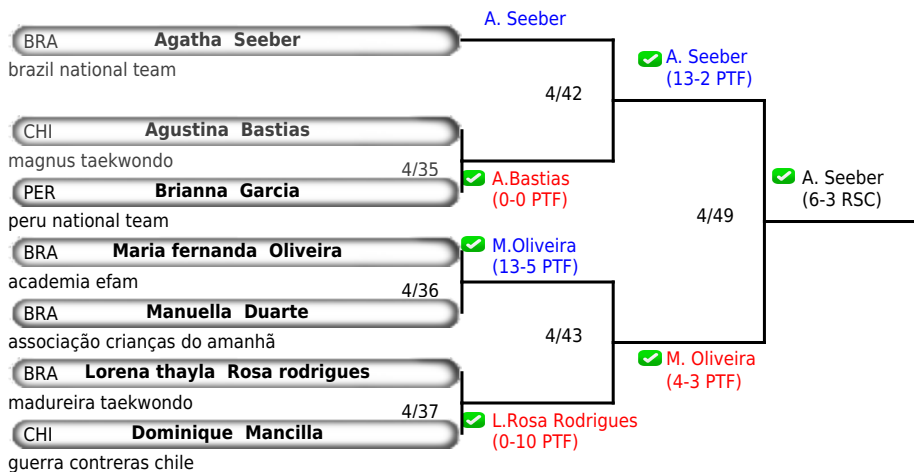 A. Seeber
BRA Agatha Seeber
brazil national team
A. Seeber
(13-2 PTF)
4/42
CHI Agustina Bastias
magnus taekwondo
4/35
A.Bastias
(0-0 PTF)
A. Seeber
(6-3 RSC)
PER Brianna Garcia
peru national team
4/49
BRA Maria fernanda Oliveira
M.Oliveira
(13-5 PTF)
academia efam
4/36
BRA Manuella Duarte
associação crianças do amanhã
4/43
BRA Lorena thayla Rosa rodrigues
M. Oliveira
(4-3 PTF)
madureira taekwondo
4/37
L.Rosa Rodrigues
(0-10 PTF)
CHI Dominique Mancilla
guerra contreras chile